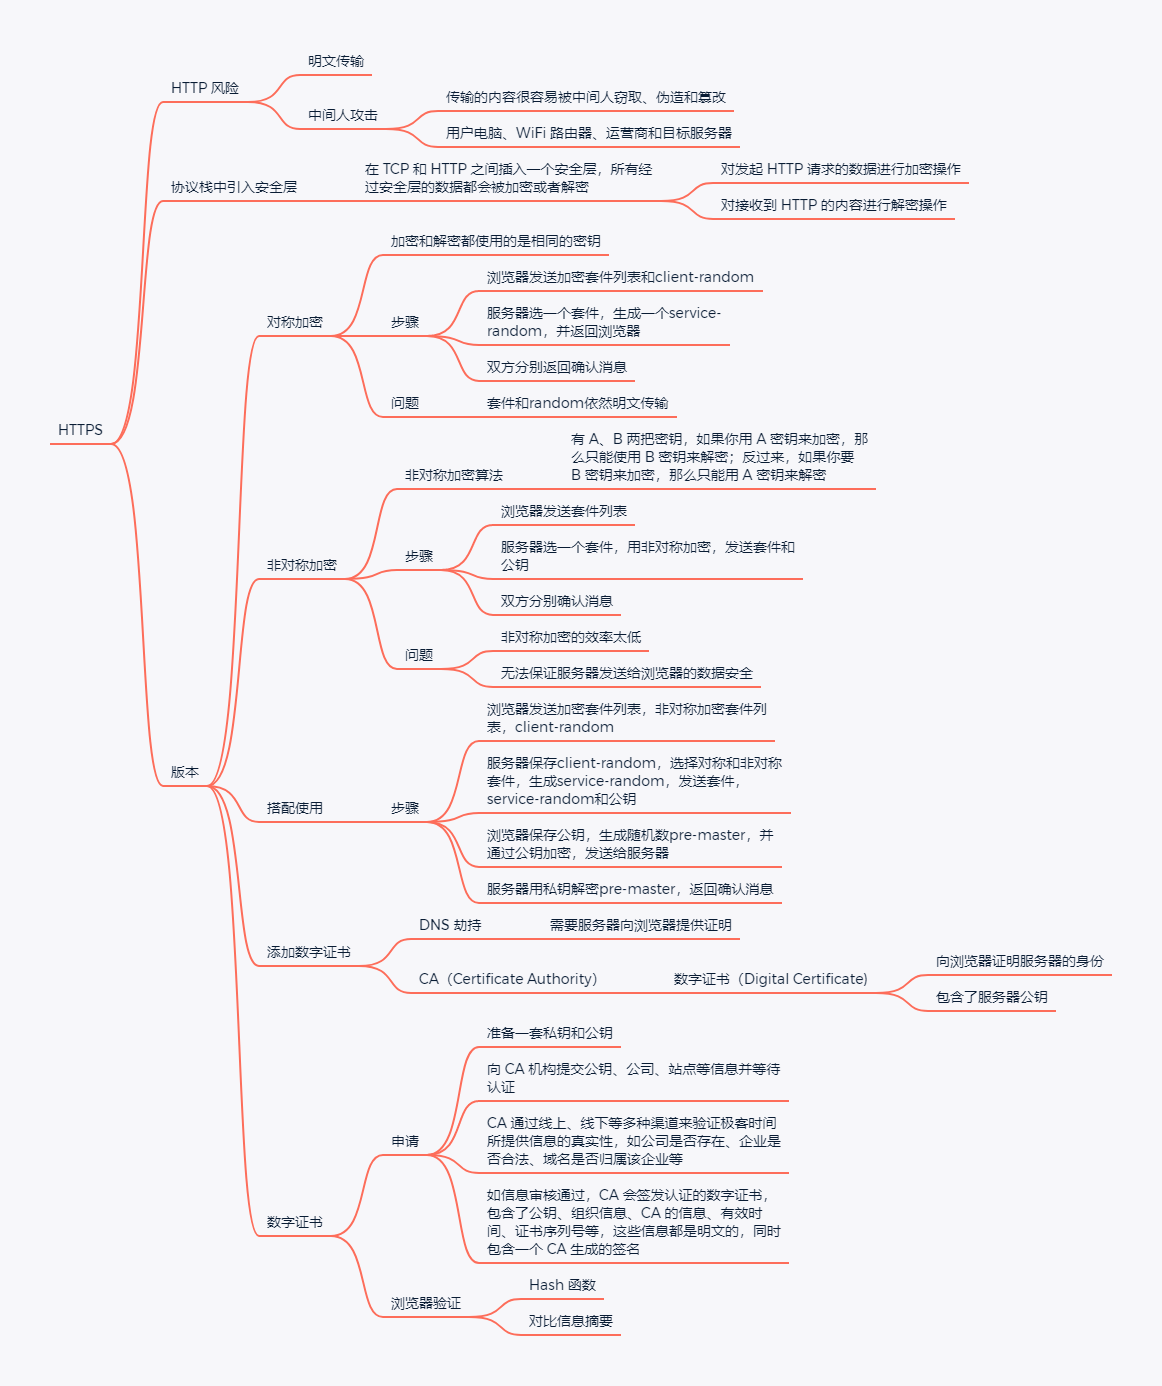 HTTPS
HTTP 风险
明文传输
中间人攻击
传输的内容很容易被中间人窃取、伪造和篡改
用户电脑、WiFi 路由器、运营商和目标服务器
协议栈中引入安全层
在 TCP 和 HTTP 之间插入一个安全层，所有经
过安全层的数据都会被加密或者解密
对发起 HTTP 请求的数据进行加密操作
对接收到 HTTP 的内容进行解密操作
版本
对称加密
加密和解密都使用的是相同的密钥
步骤
浏览器发送加密套件列表和client-random
服务器选一个套件，生成一个service-
random，并返回浏览器
双方分别返回确认消息
问题
套件和random依然明文传输
非对称加密
非对称加密算法
有 A、B 两把密钥，如果你用 A 密钥来加密，那
么只能使用 B 密钥来解密；反过来，如果你要
B 密钥来加密，那么只能用 A 密钥来解密
步骤
浏览器发送套件列表
服务器选一个套件，用非对称加密，发送套件和
公钥
双方分别确认消息
问题
非对称加密的效率太低
无法保证服务器发送给浏览器的数据安全
搭配使用
步骤
浏览器发送加密套件列表，非对称加密套件列
表，client-random
服务器保存client-random，选择对称和非对称
套件，生成service-random，发送套件，
service-random和公钥
浏览器保存公钥，生成随机数pre-master，并
通过公钥加密，发送给服务器
服务器用私钥解密pre-master，返回确认消息
添加数字证书
DNS 劫持
需要服务器向浏览器提供证明
CA（Certificate Authority）
数字证书（Digital Certificate)
向浏览器证明服务器的身份
包含了服务器公钥
数字证书
申请
准备一套私钥和公钥
向 CA 机构提交公钥、公司、站点等信息并等待
认证
CA 通过线上、线下等多种渠道来验证极客时间
所提供信息的真实性，如公司是否存在、企业是
否合法、域名是否归属该企业等
如信息审核通过，CA 会签发认证的数字证书，
包含了公钥、组织信息、CA 的信息、有效时
间、证书序列号等，这些信息都是明文的，同时
包含一个 CA 生成的签名
浏览器验证
Hash 函数
对比信息摘要